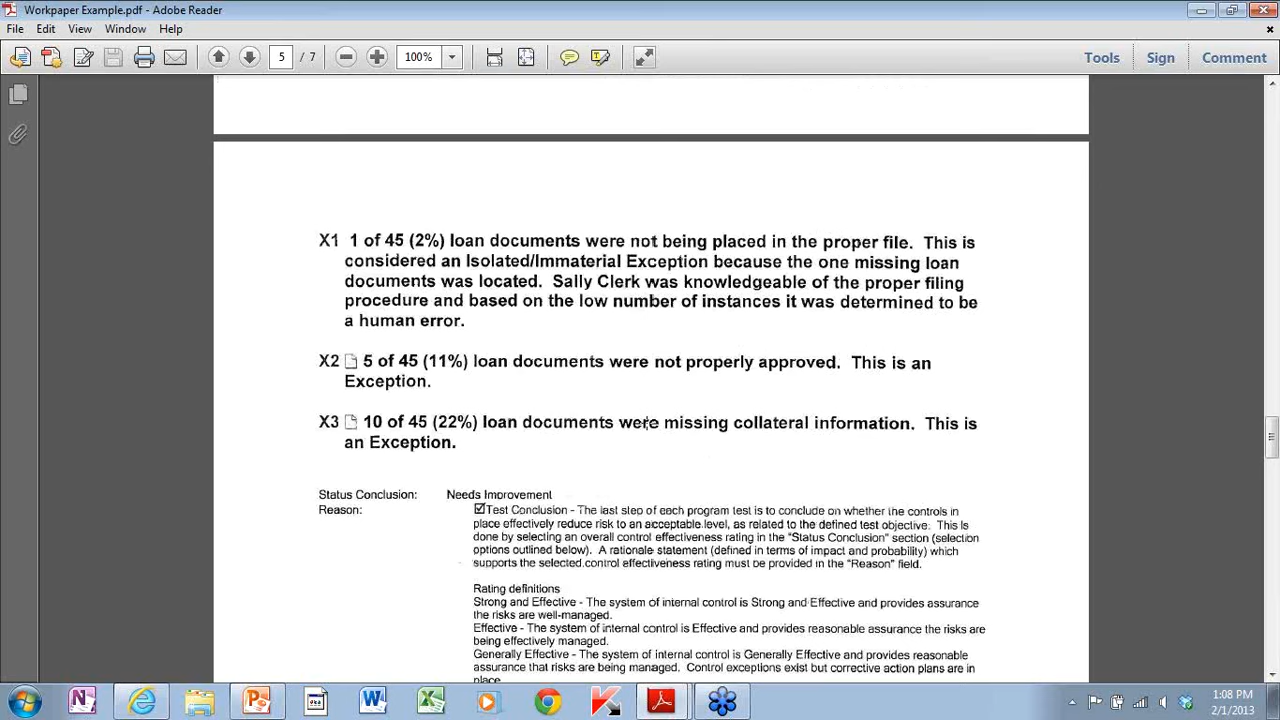 Workpaper Example.pdf - Adobe Reader
File Edit View Window Help
5 / 7 100% Tools Sign Comment
X1 1 of 45 (2%) loan documents were not being placed in the proper file. This is
considered an Isolated/Immaterial Exception because the one missing loan
documents was located. Sally Clerk was knowledgeable of the proper filing
procedure and based on the low number of instances it was determined to be
a human error.
X2 5 of 45 (11%) loan documents were not properly approved. This is an
Exception.
X3 10 of 45 (22%) loan documents were missing collateral information. This is
an Exception.
Status Conclusion: Needs Improvement
Reason:
Test Conclusion - The last step of each program test is to conclude on whether the controls in
place effectively reduce risk to an acceptable level, as related to the defined test objective. This is
done by selecting an overall control effectiveness rating in the "Status Conclusion" section (selection
options outlined below). A rationale statement (defined in terms of impact and probability) which
supports the selected control effectiveness rating must be provided in the "Reason" field.
Rating definitions
Strong and Effective - The system of internal control is Strong and Effective and provides assurance
the risks are well-managed.
Effective - The system of internal control is Effective and provides reasonable assurance the risks are
being effectively managed.
Generally Effective - The system of internal control is Generally Effective and provides reasonable
assurance that risks are being managed. Control exceptions exist but corrective action plans are in
place.
1:08 PM
2/1/2013